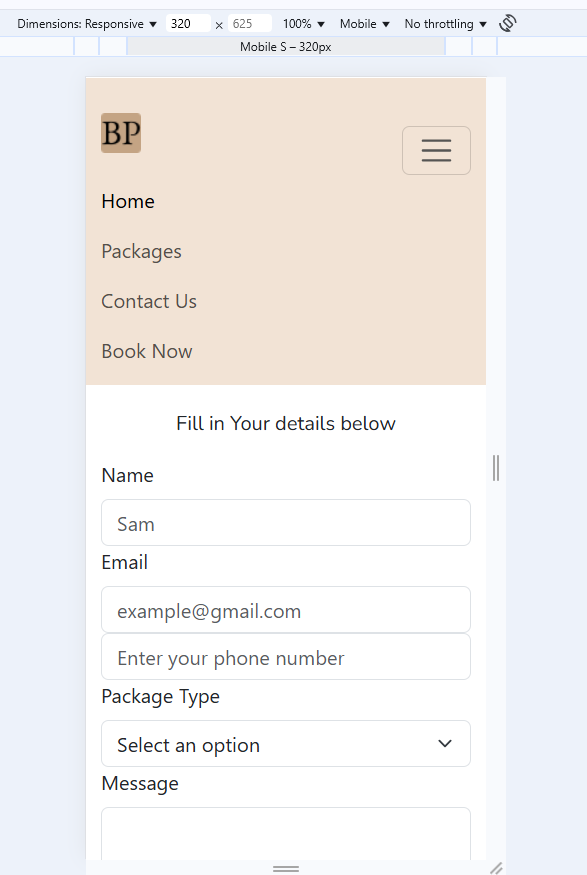 Dimensions: Responsive 320 × 625 100% Mobile No throttling
Mobile S – 320px
BP
Home
Packages
Contact Us
Book Now
Fill in Your details below
Name
Sam
Email
example@gmail.com
Enter your phone number
Package Type
Select an option
Message